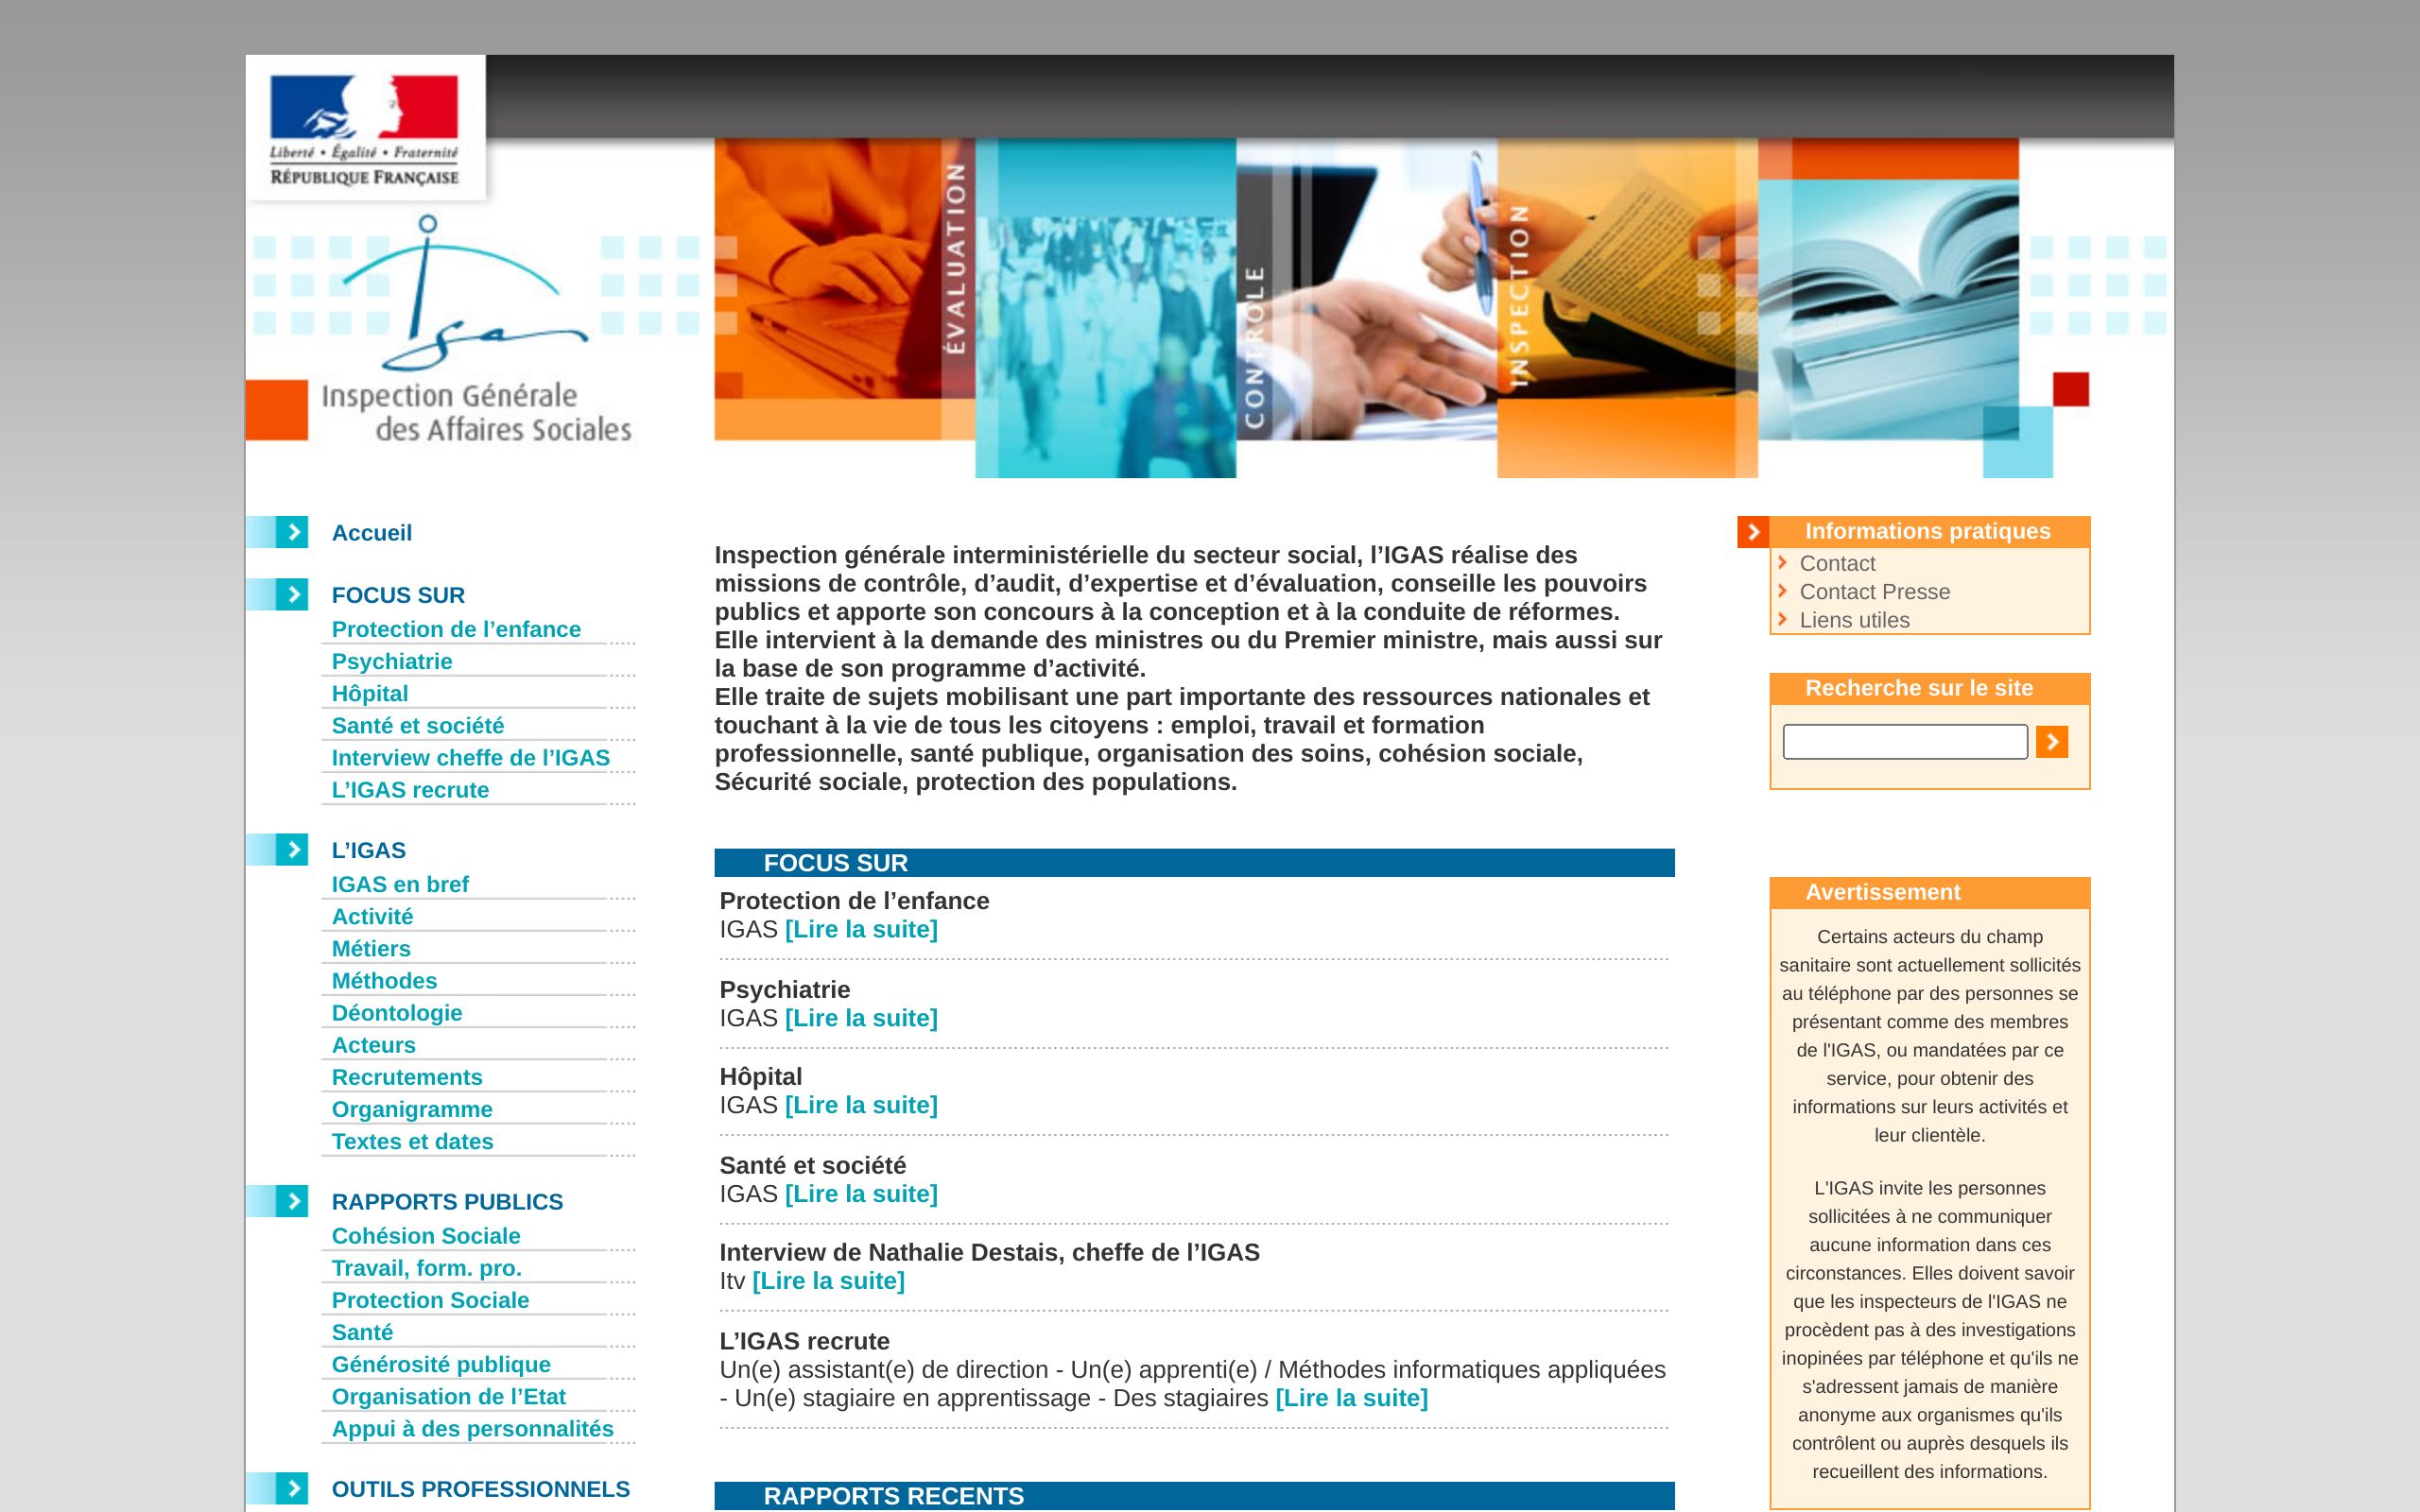 Liberté • Égalité • Fraternité
RÉPUBLIQUE FRANÇAISE
Igas
Inspection Générale
des Affaires Sociales
ÉVALUATION
CONTROLE
INSPECTION
Accueil
FOCUS SUR
Protection de l’enfance
Psychiatrie
Hôpital
Santé et société
Interview cheffe de l’IGAS
L’IGAS recrute
L’IGAS
IGAS en bref
Activité
Métiers
Méthodes
Déontologie
Acteurs
Recrutements
Organigramme
Textes et dates
RAPPORTS PUBLICS
Cohésion Sociale
Travail, form. pro.
Protection Sociale
Santé
Générosité publique
Organisation de l’Etat
Appui à des personnalités
OUTILS PROFESSIONNELS
Inspection générale interministérielle du secteur social, l’IGAS réalise des
missions de contrôle, d’audit, d’expertise et d’évaluation, conseille les pouvoirs
publics et apporte son concours à la conception et à la conduite de réformes.
Elle intervient à la demande des ministres ou du Premier ministre, mais aussi sur
la base de son programme d’activité.
Elle traite de sujets mobilisant une part importante des ressources nationales et
touchant à la vie de tous les citoyens : emploi, travail et formation
professionnelle, santé publique, organisation des soins, cohésion sociale,
Sécurité sociale, protection des populations.
FOCUS SUR
Protection de l’enfance
IGAS [Lire la suite]
Psychiatrie
IGAS [Lire la suite]
Hôpital
IGAS [Lire la suite]
Santé et société
IGAS [Lire la suite]
Interview de Nathalie Destais, cheffe de l’IGAS
Itv [Lire la suite]
L’IGAS recrute
Un(e) assistant(e) de direction - Un(e) apprenti(e) / Méthodes informatiques appliquées
- Un(e) stagiaire en apprentissage - Des stagiaires [Lire la suite]
RAPPORTS RECENTS
Informations pratiques
Contact
Contact Presse
Liens utiles
Recherche sur le site
Avertissement
Certains acteurs du champ
sanitaire sont actuellement sollicités
au téléphone par des personnes se
présentant comme des membres
de l'IGAS, ou mandatées par ce
service, pour obtenir des
informations sur leurs activités et
leur clientèle.
L'IGAS invite les personnes
sollicitées à ne communiquer
aucune information dans ces
circonstances. Elles doivent savoir
que les inspecteurs de l'IGAS ne
procèdent pas à des investigations
inopinées par téléphone et qu'ils ne
s'adressent jamais de manière
anonyme aux organismes qu'ils
contrôlent ou auprès desquels ils
recueillent des informations.